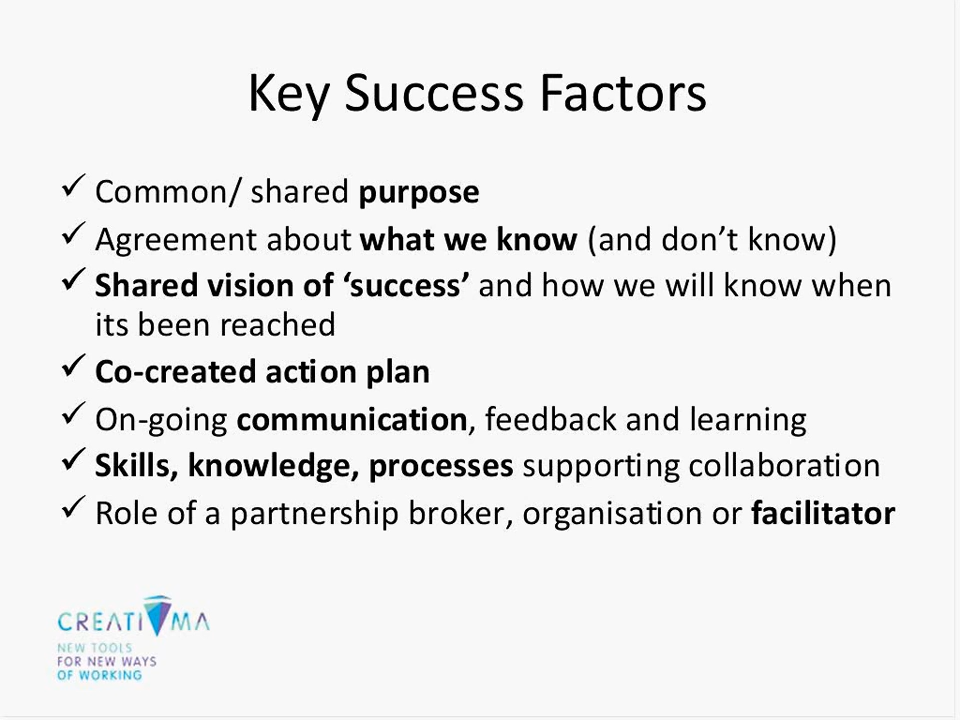 Key Success Factors
✓ Common/ shared purpose
✓ Agreement about what we know (and don’t know)
✓ Shared vision of ‘success’ and how we will know when
its been reached
✓ Co-created action plan
✓ On-going communication, feedback and learning
✓ Skills, knowledge, processes supporting collaboration
✓ Role of a partnership broker, organisation or facilitator
CREATIVMA
NEW TOOLS
FOR NEW WAYS
OF WORKING